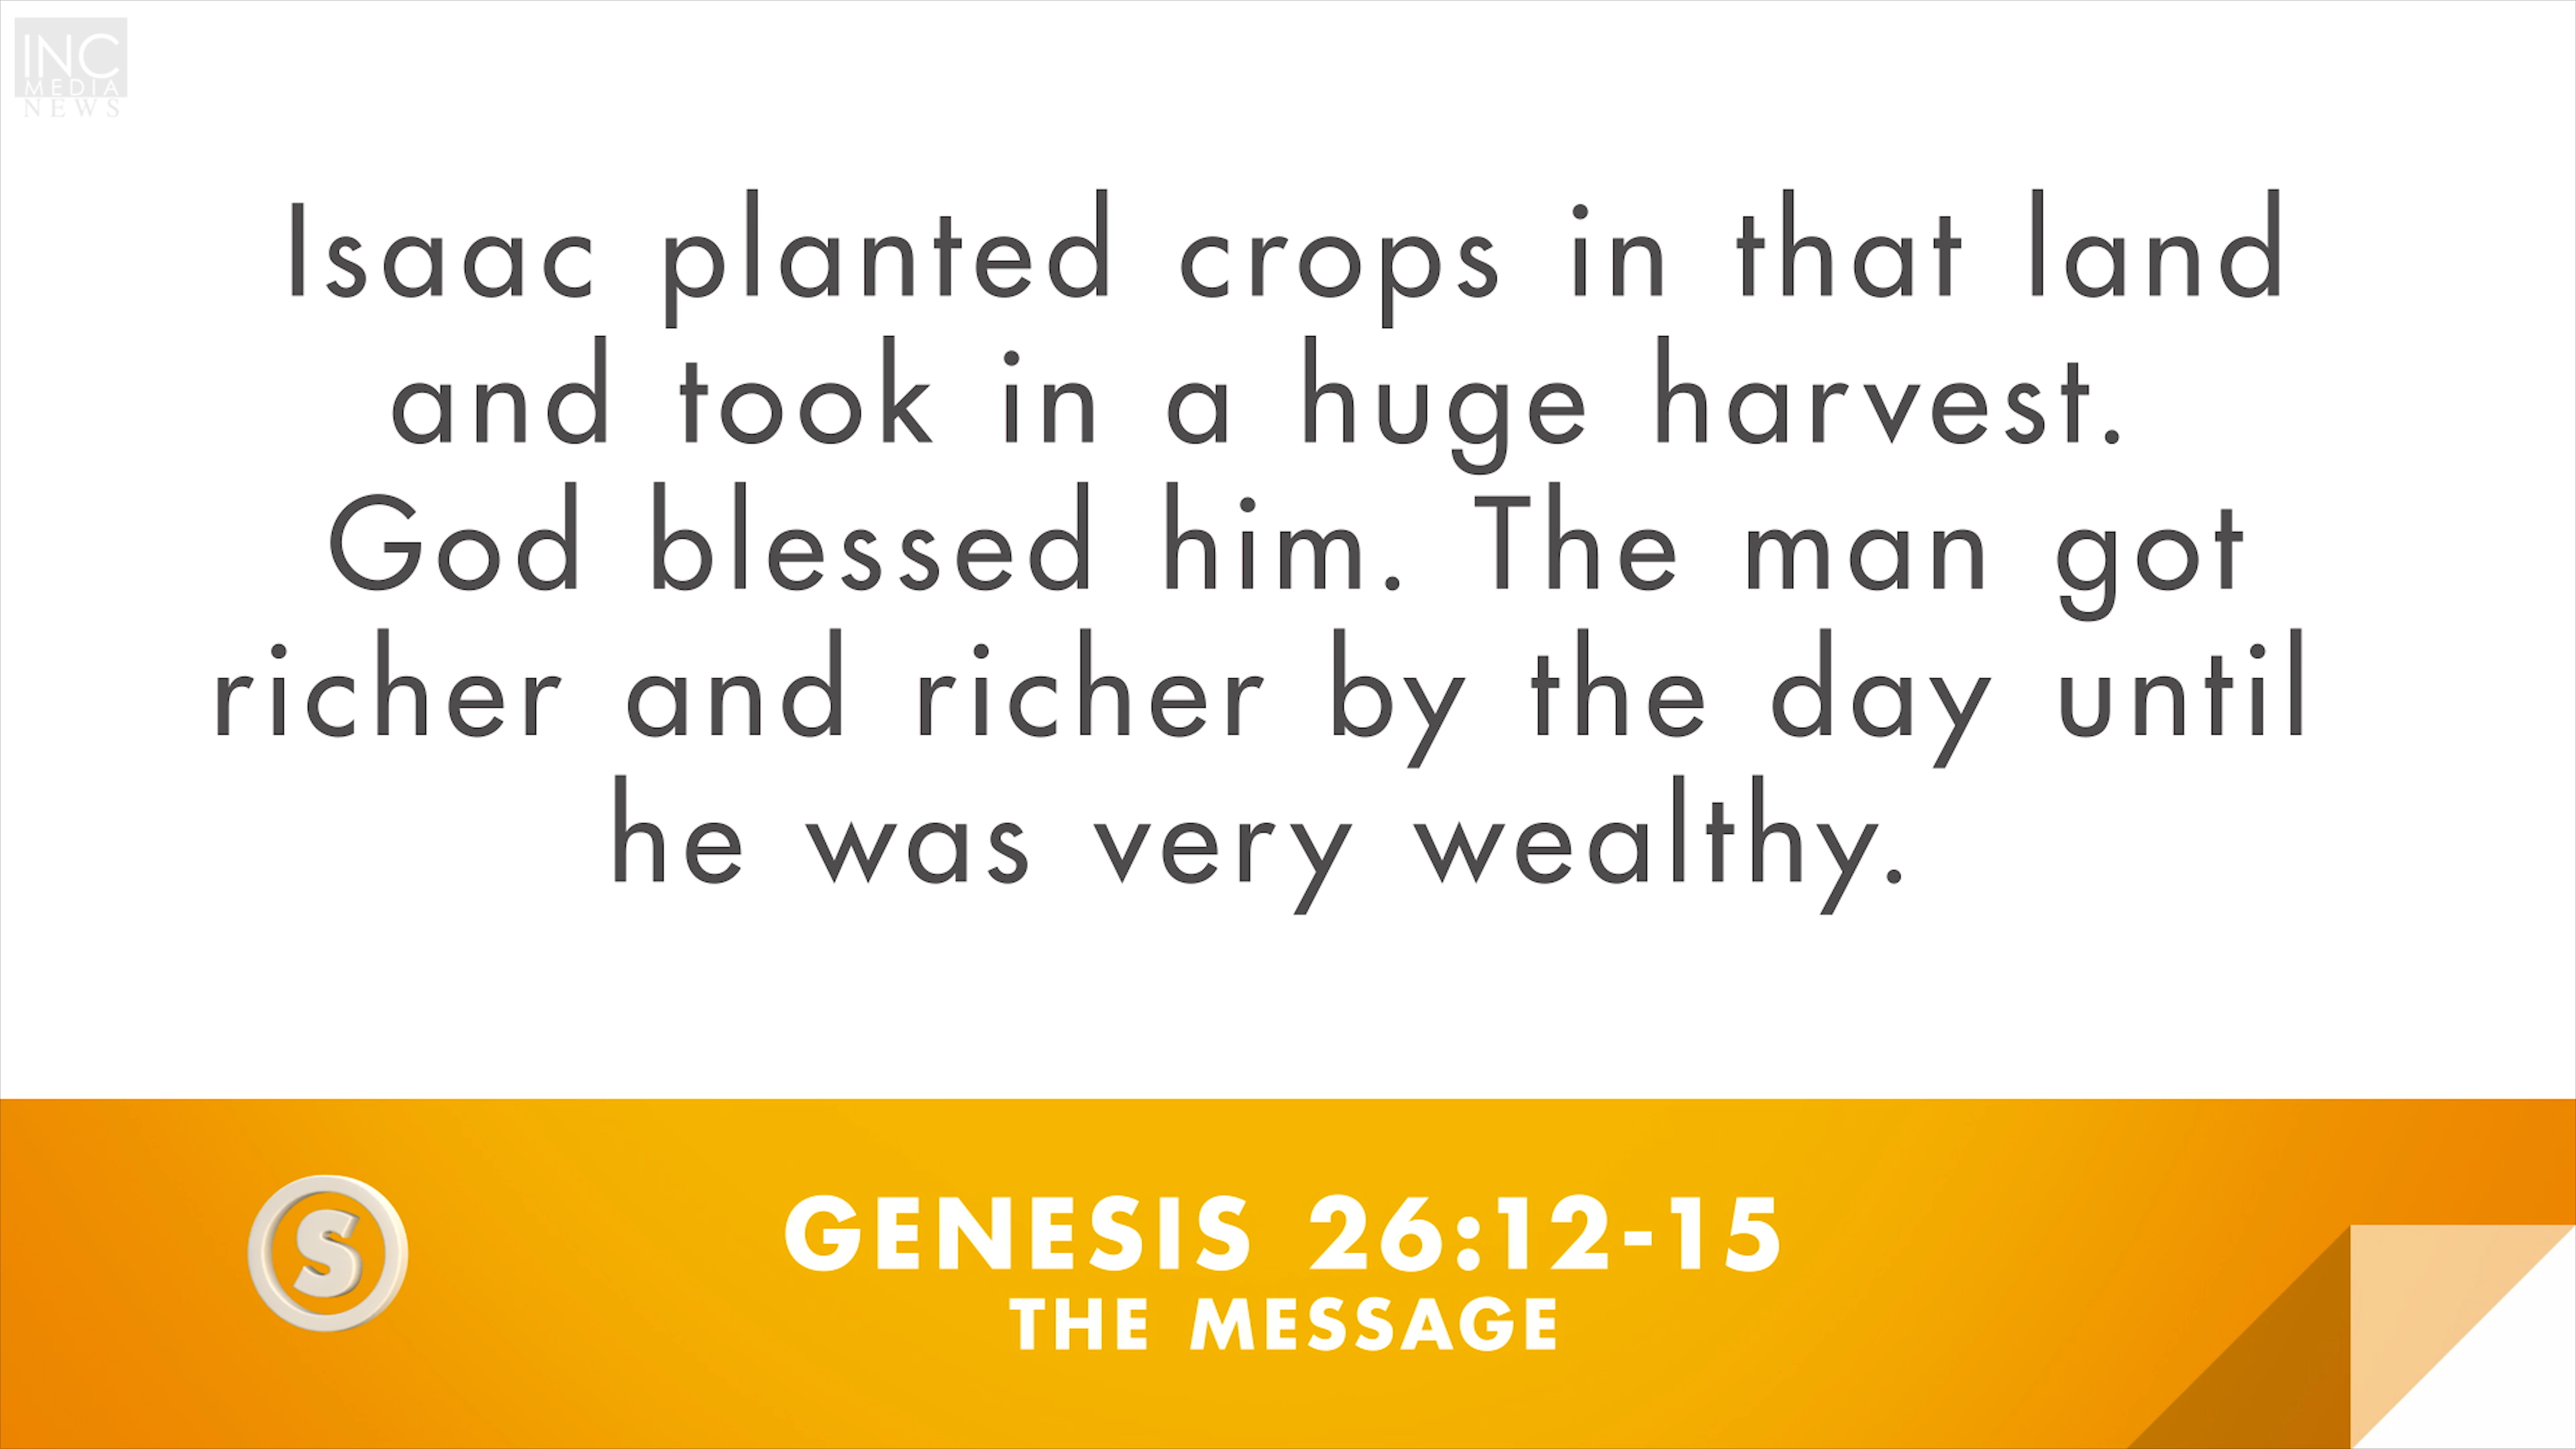 INC
MEDIA
NEWS
Isaac planted crops in that land
and took in a huge harvest.
God blessed him. The man got
richer and richer by the day until
he was very wealthy.
S
GENESIS 26:12-15
THE MESSAGE